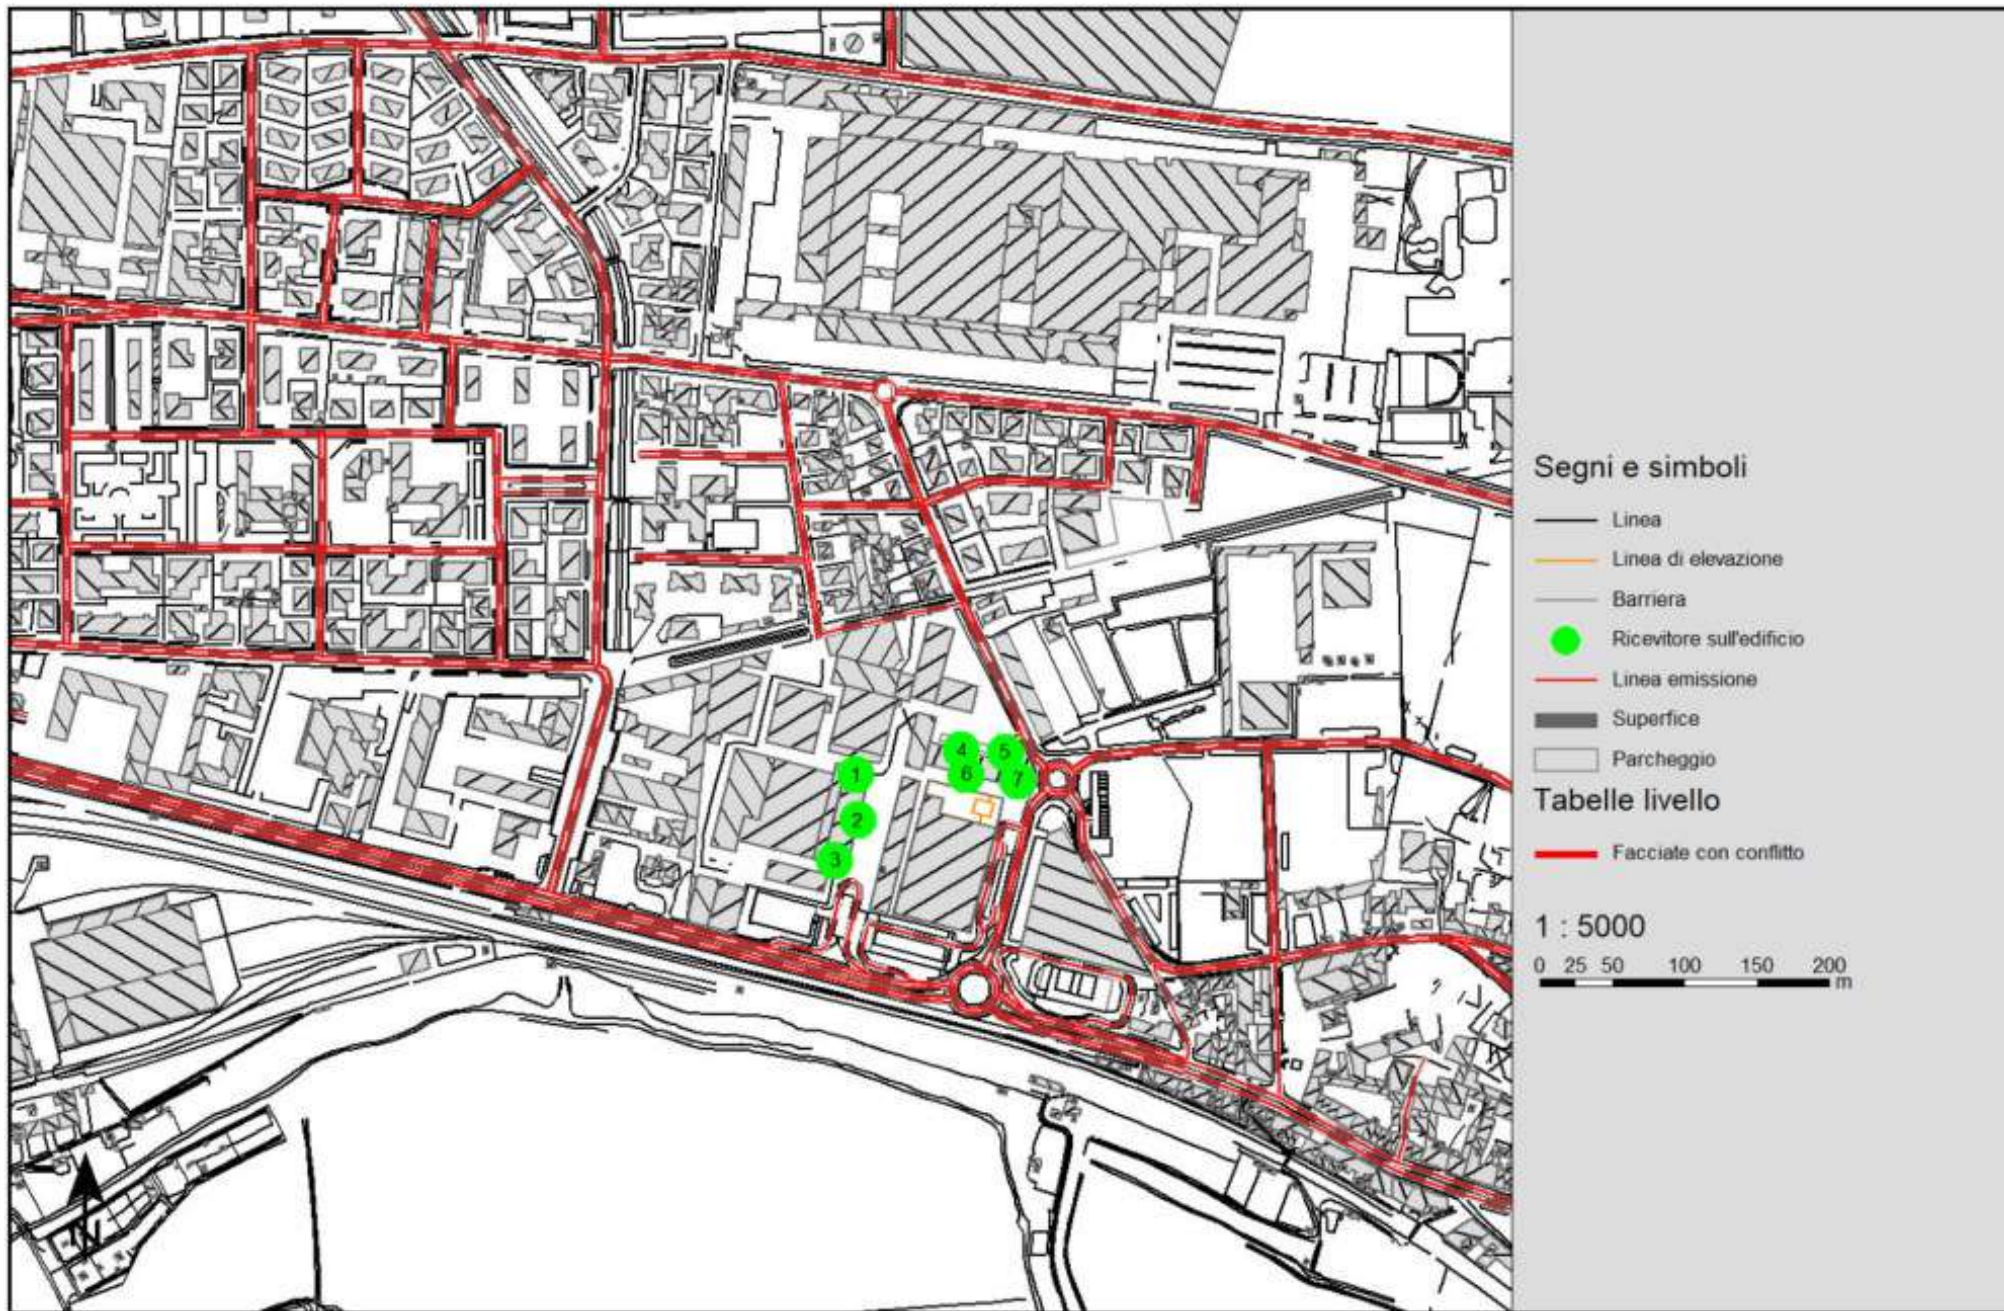 4 5
1 6 7
2
3
N
Segni e simboli
Linea
Linea di elevazione
Barriera
Ricevitore sull'edificio
Linea emissione
Superfice
Parcheggio
Tabelle livello
Facciate con conflitto
1 : 5000
0 25 50 100 150 200
m